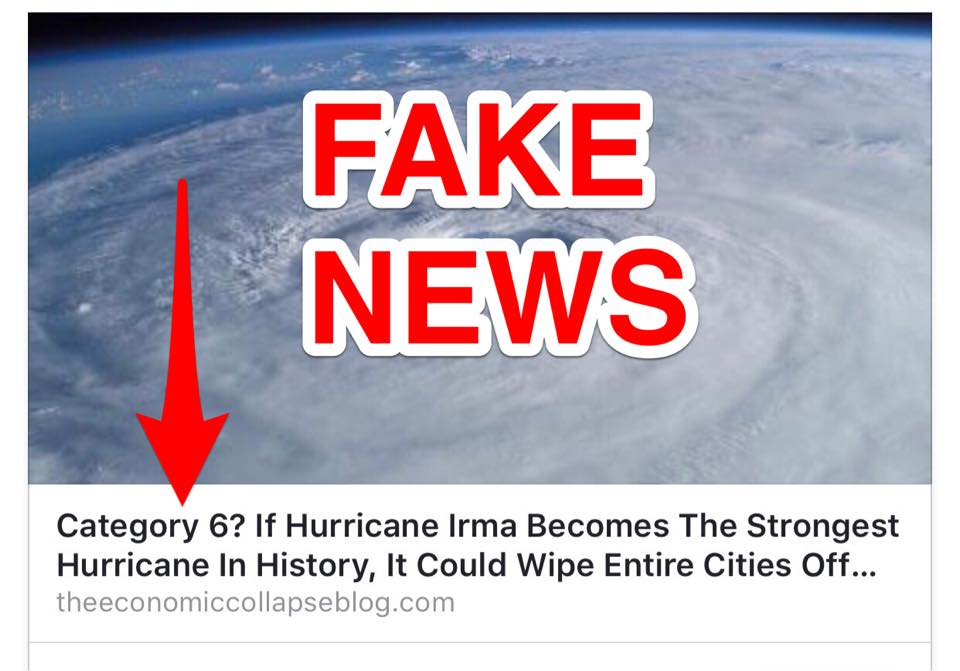 FAKE
NEWS
Category 6? If Hurricane Irma Becomes The Strongest
Hurricane In History, It Could Wipe Entire Cities Off...
theeconomiccollapseblog.com